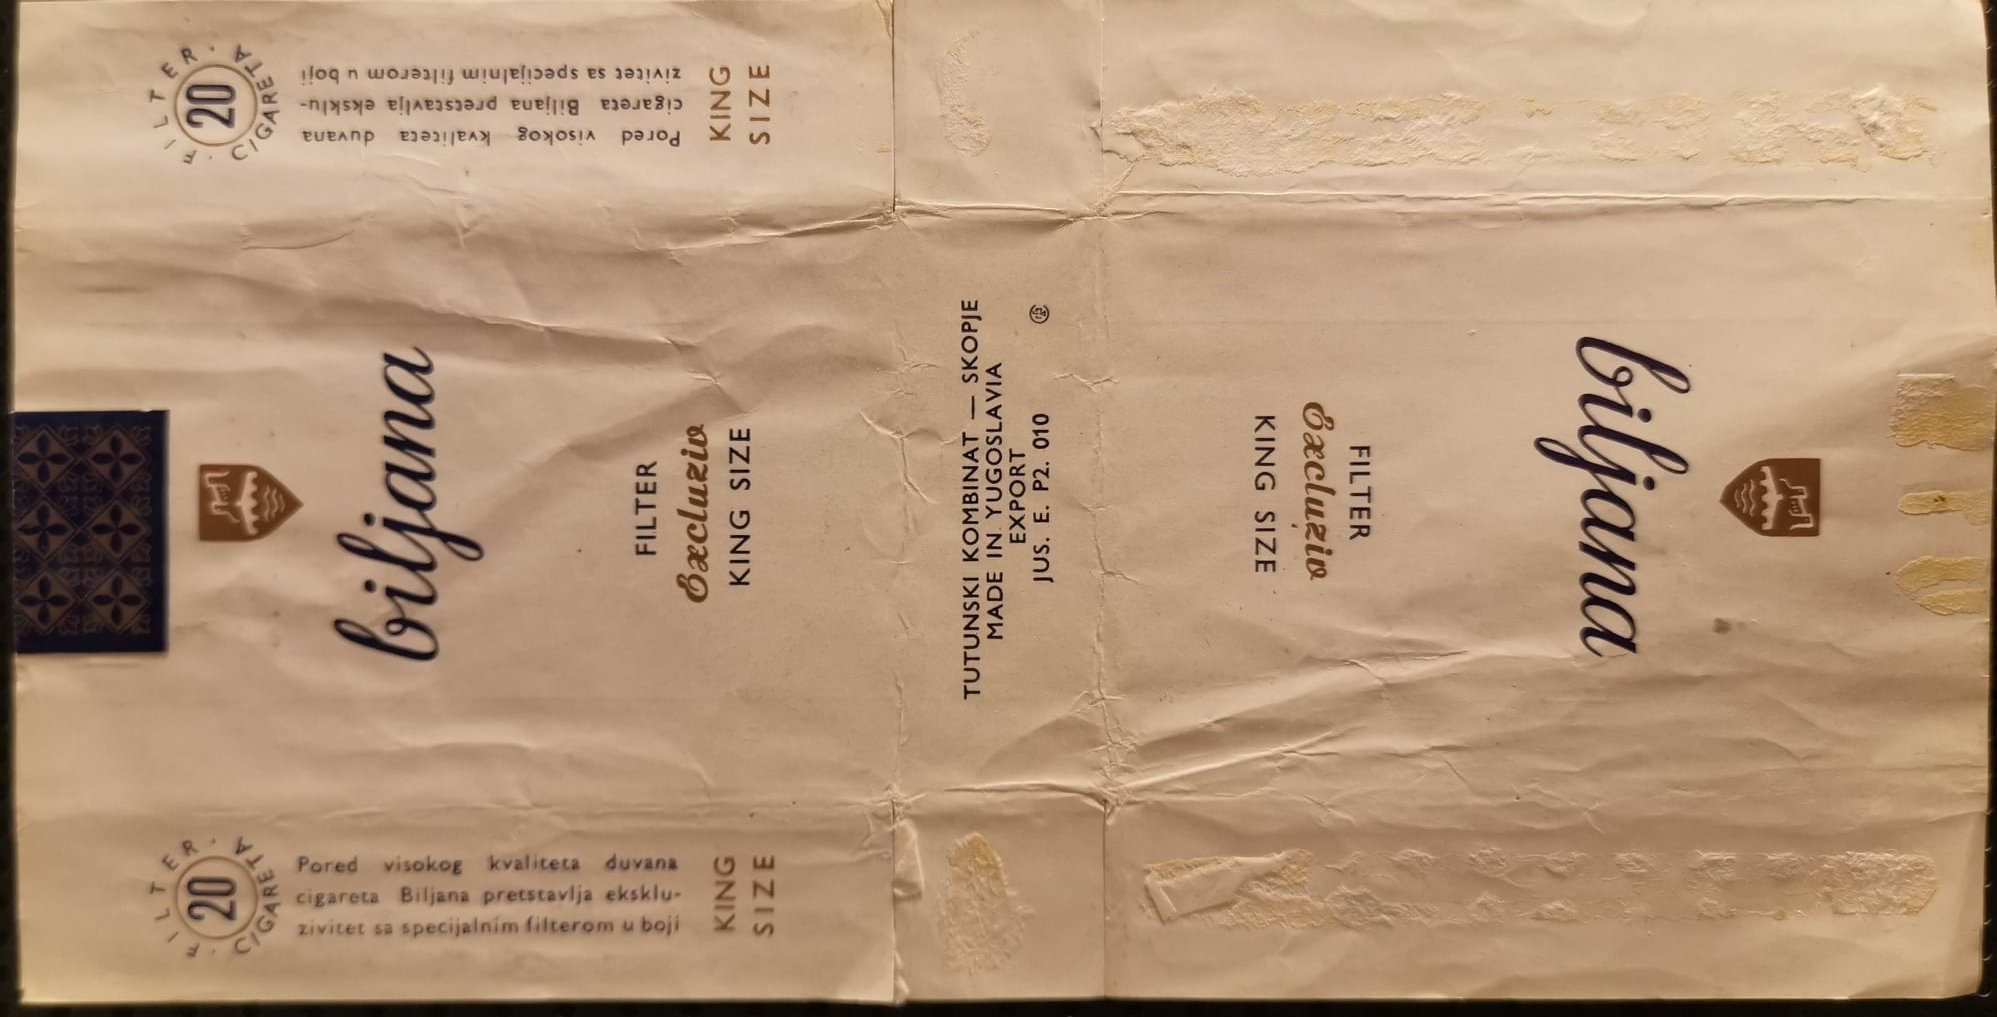 FILTER · CIGARETA ·
20
Pored visokog kvaliteta duvana
cigareta Biljana pretstavlja eksklu-
zivitet sa specijalnim filterom u boji
KING
SIZE
biljana
FILTER
Excluziv
KING SIZE
FILTER · CIGARETA ·
20
Pored visokog kvaliteta duvana
cigareta Biljana pretstavlja eksklu-
zivitet sa specijalnim filterom u boji
KING
SIZE
TUTUNSKI KOMBINAT — SKOPJE
MADE IN YUGOSLAVIA
EXPORT
JUS. E. P2. 010
biljana
FILTER
Excluziv
KING SIZE